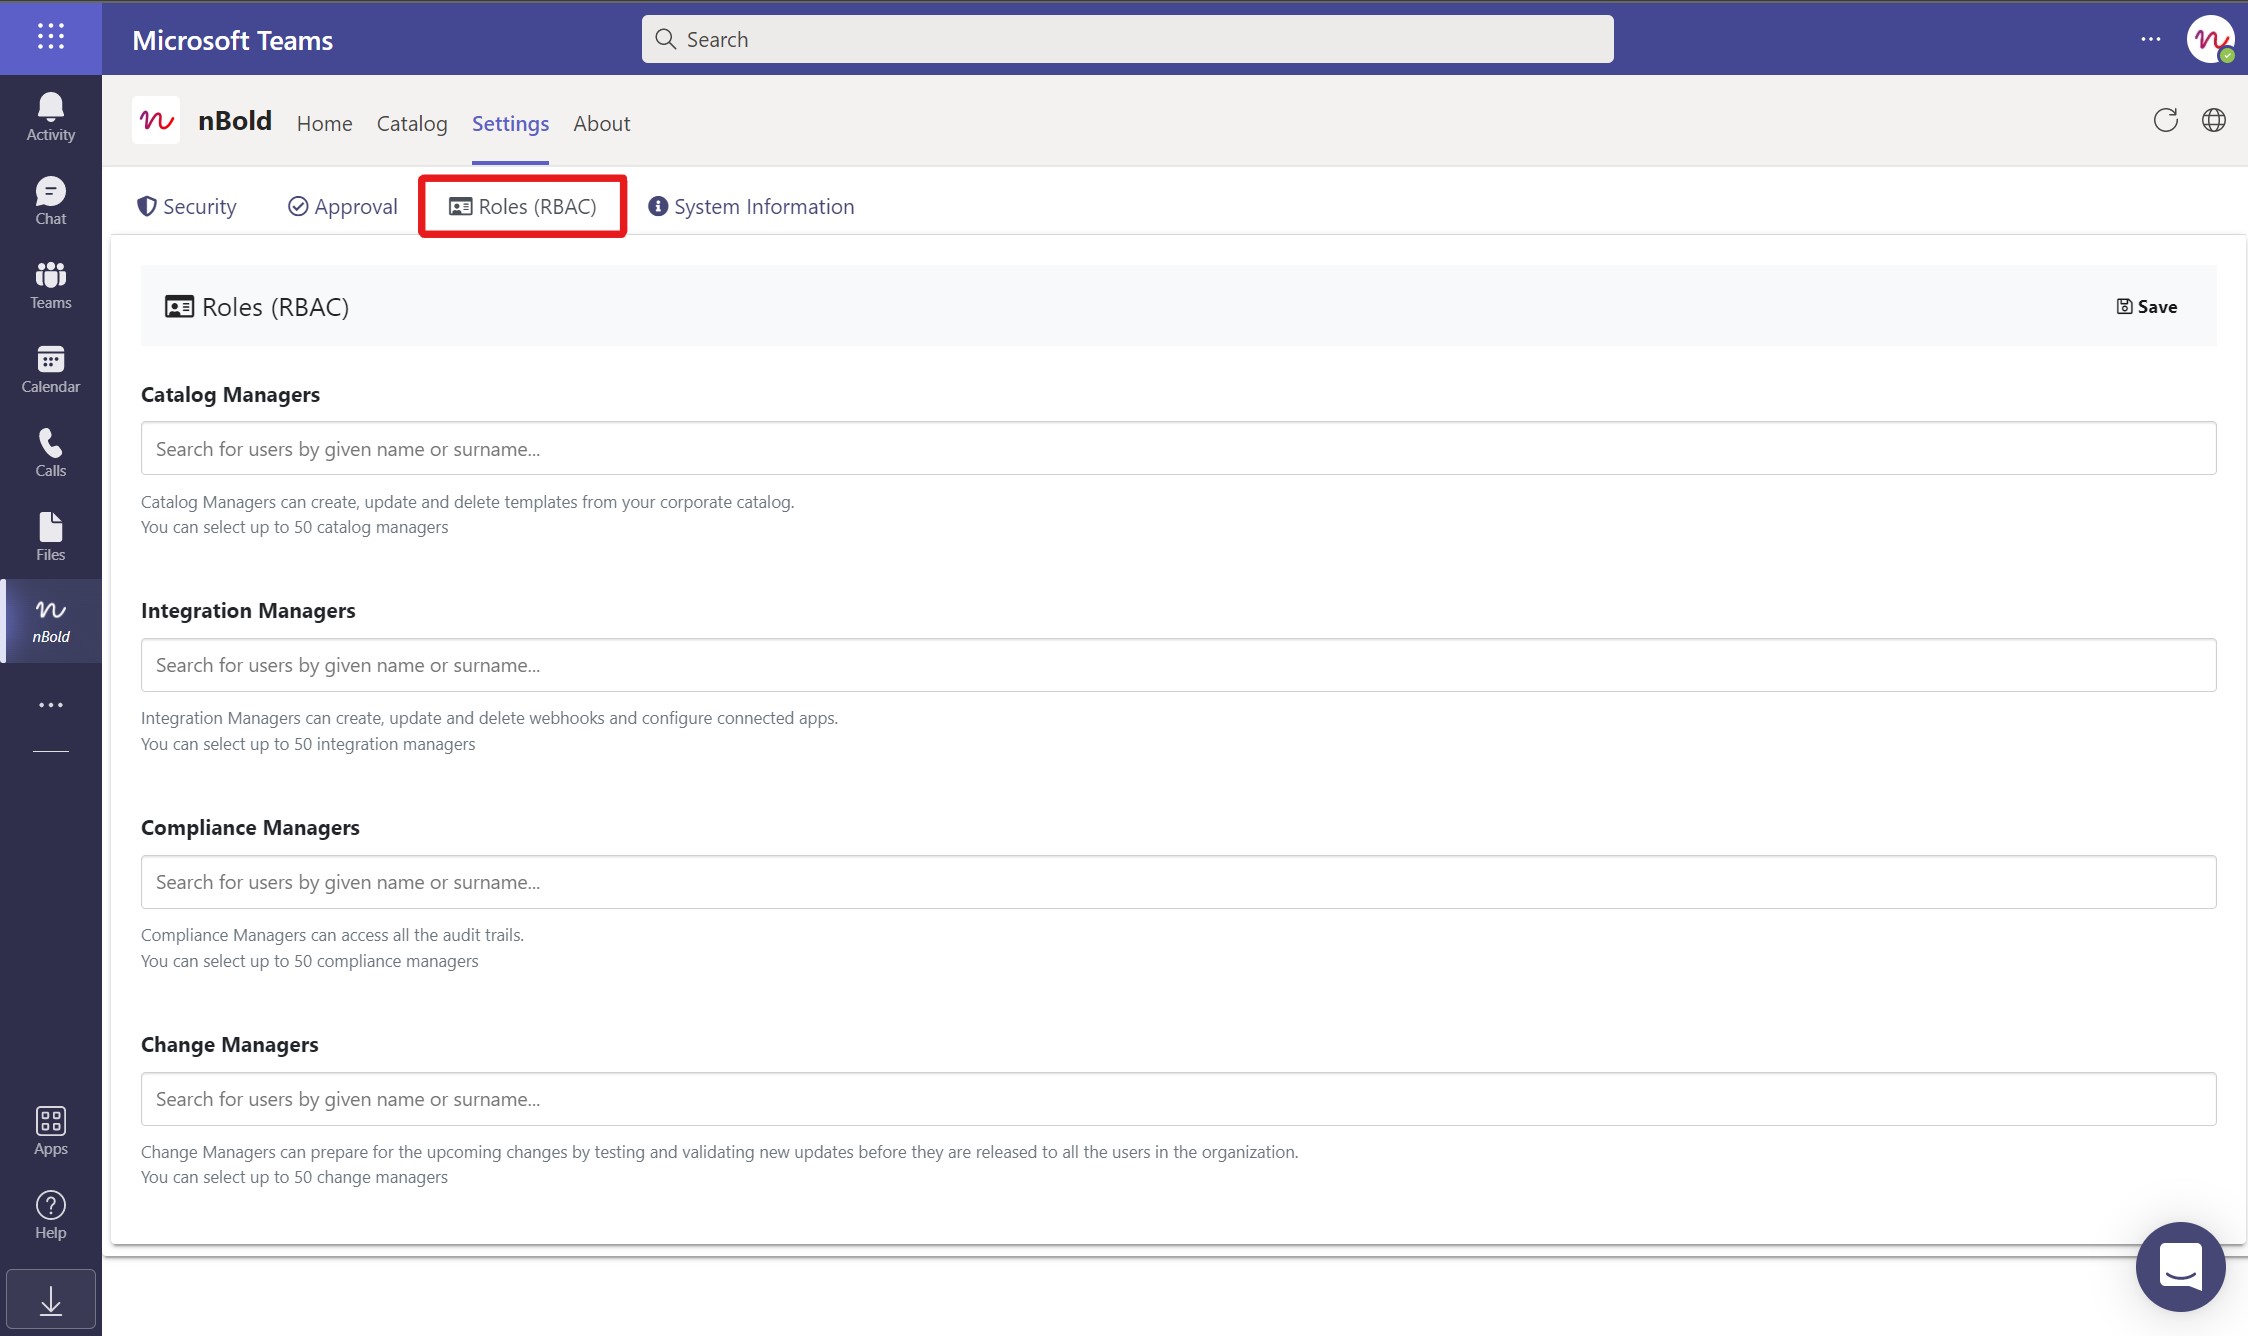 Microsoft Teams
Search
Activity
Chat
Teams
Calendar
Calls
Files
nBold
Apps
Help
nBold Home Catalog Settings About
Security Approval Roles (RBAC) System Information
Roles (RBAC)
Save
Catalog Managers
Search for users by given name or surname...
Catalog Managers can create, update and delete templates from your corporate catalog.
You can select up to 50 catalog managers
Integration Managers
Search for users by given name or surname...
Integration Managers can create, update and delete webhooks and configure connected apps.
You can select up to 50 integration managers
Compliance Managers
Search for users by given name or surname...
Compliance Managers can access all the audit trails.
You can select up to 50 compliance managers
Change Managers
Search for users by given name or surname...
Change Managers can prepare for the upcoming changes by testing and validating new updates before they are released to all the users in the organization.
You can select up to 50 change managers